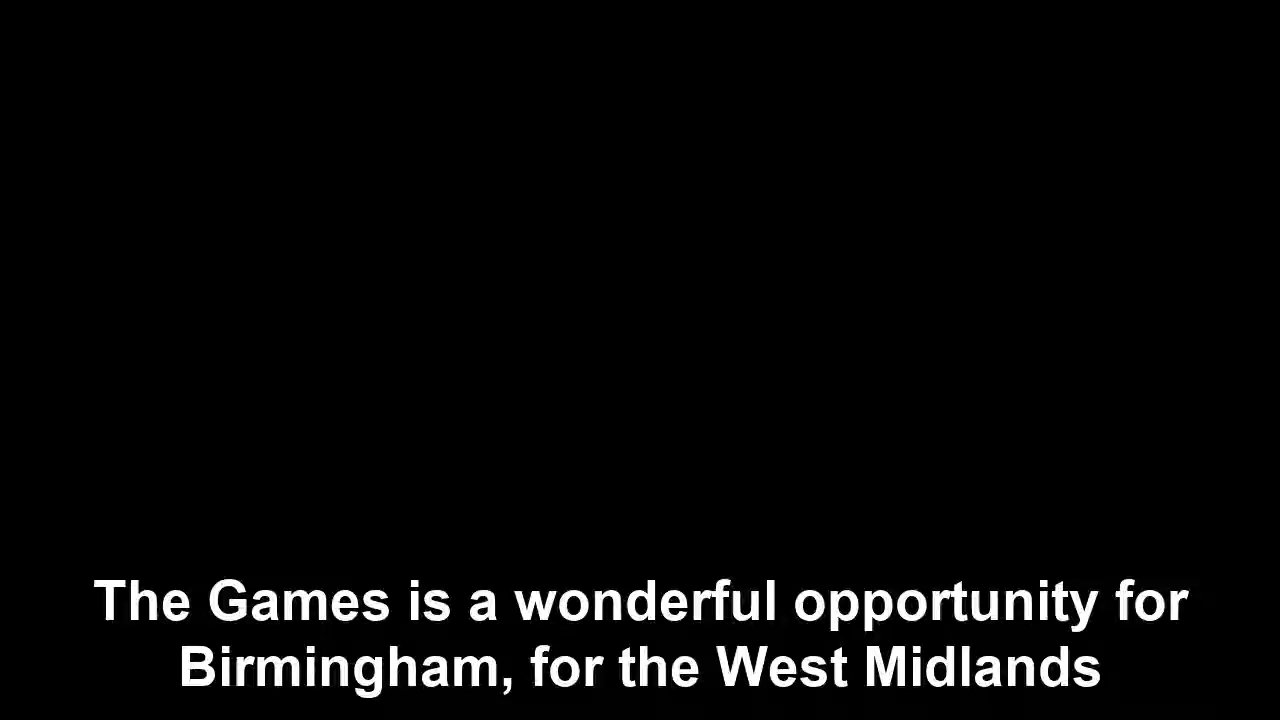 The Games is a wonderful opportunity for
Birmingham, for the West Midlands